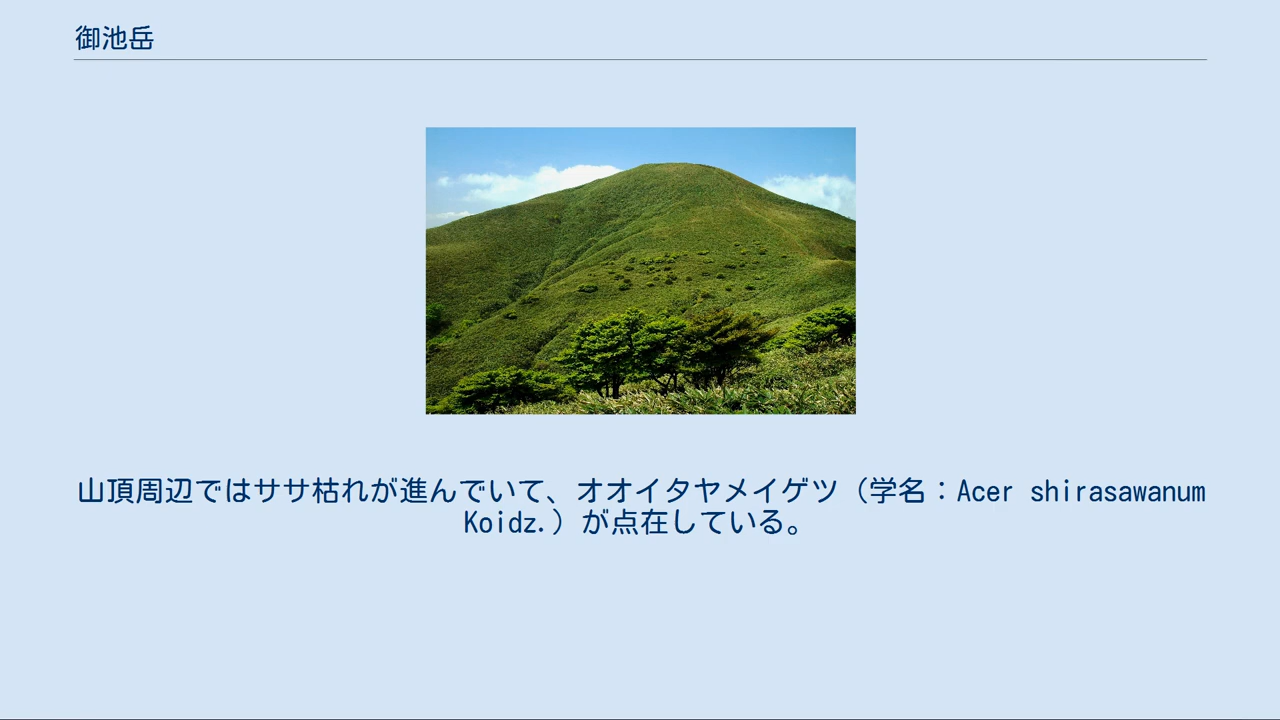 御池岳
山頂周辺ではササ枯れが進んでいて、オオイタヤメイゲツ（学名：Acer shirasawanum
Koidz.）が点在している。